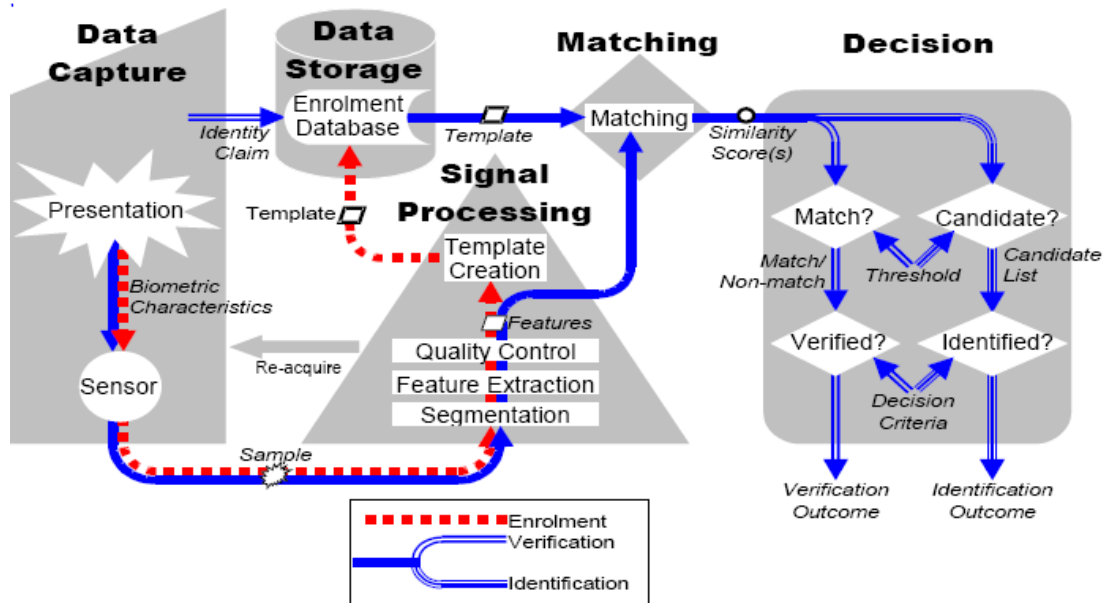 Data
Capture
Data
Storage
Matching
Decision
Enrolment
Database
Identity
Claim
Template
Matching
Similarity
Score(s)
Presentation
Template
Signal
Processing
Template
Creation
Match?
Candidate?
Biometric
Characteristics
Match/
Non-match
Threshold
Candidate
List
Features
Quality Control
Feature Extraction
Segmentation
Re-acquire
Sensor
Verified?
Identified?
Decision
Criteria
Sample
Verification
Outcome
Identification
Outcome
Enrolment
Verification
Identification